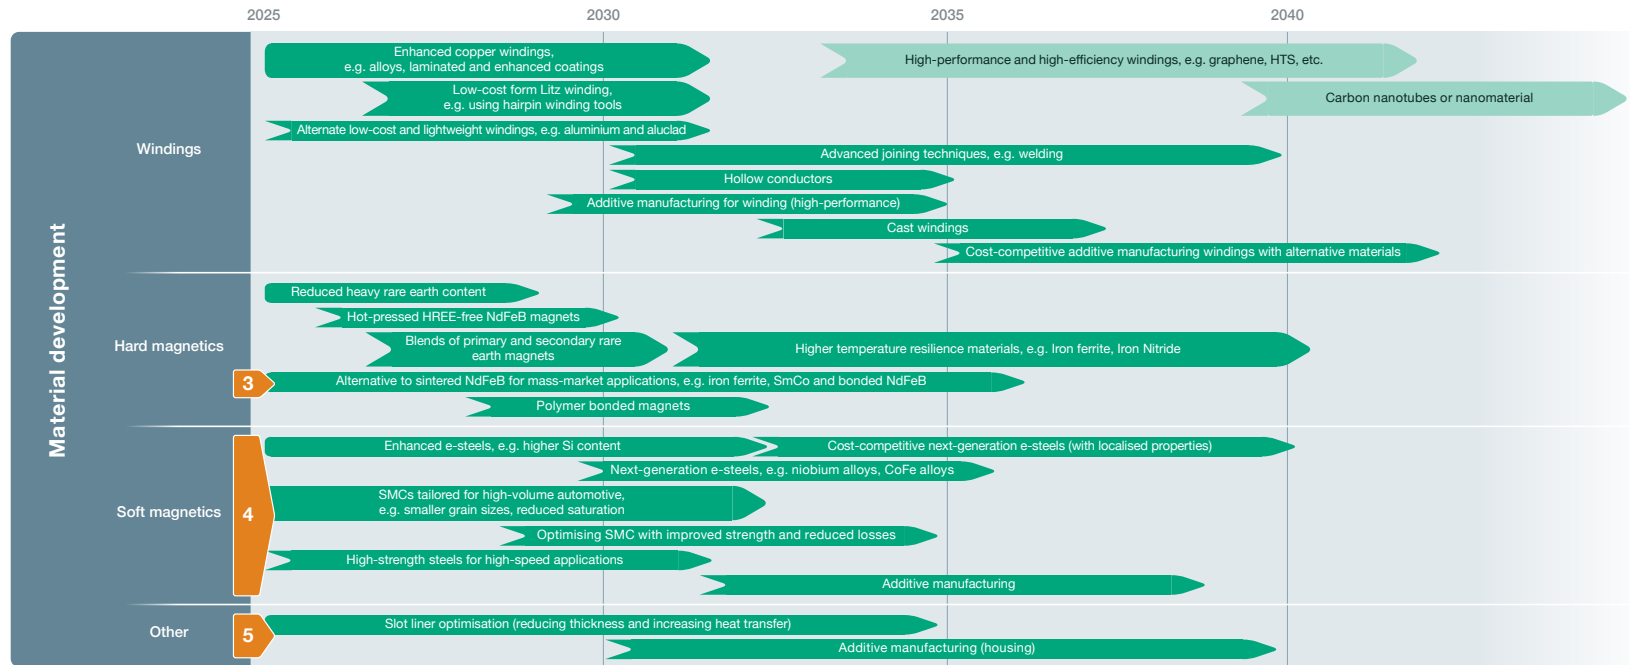 2025 2030 2035 2040
Material development
Windings
Enhanced copper windings,
e.g. alloys, laminated and enhanced coatings
High-performance and high-efficiency windings, e.g. graphene, HTS, etc.
Low-cost form Litz winding,
e.g. using hairpin winding tools
Carbon nanotubes or nanomaterial
Alternate low-cost and lightweight windings, e.g. aluminium and aluclad
Advanced joining techniques, e.g. welding
Hollow conductors
Additive manufacturing for winding (high-performance)
Cast windings
Cost-competitive additive manufacturing windings with alternative materials
Hard magnetics
Reduced heavy rare earth content
Hot-pressed HREE-free NdFeB magnets
Blends of primary and secondary rare
earth magnets
Higher temperature resilience materials, e.g. Iron ferrite, Iron Nitride
3
Alternative to sintered NdFeB for mass-market applications, e.g. iron ferrite, SmCo and bonded NdFeB
Polymer bonded magnets
Soft magnetics
4
Enhanced e-steels, e.g. higher Si content
Cost-competitive next-generation e-steels (with localised properties)
Next-generation e-steels, e.g. niobium alloys, CoFe alloys
SMCs tailored for high-volume automotive,
e.g. smaller grain sizes, reduced saturation
Optimising SMC with improved strength and reduced losses
High-strength steels for high-speed applications
Additive manufacturing
Other
5
Slot liner optimisation (reducing thickness and increasing heat transfer)
Additive manufacturing (housing)